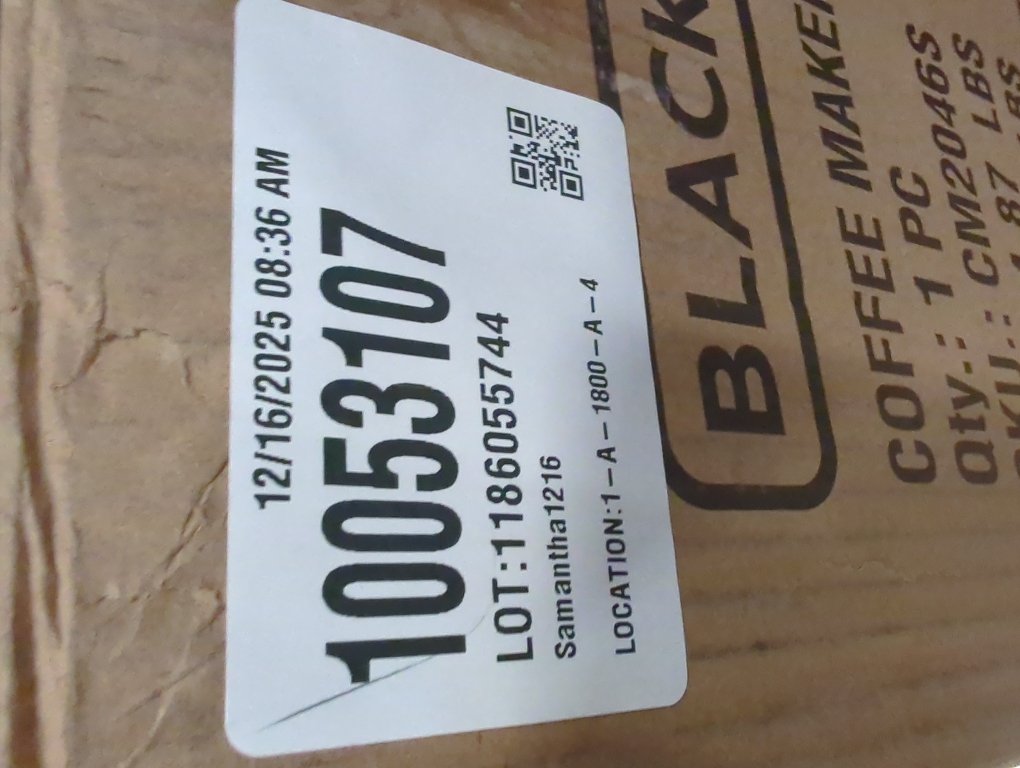 12/16/2025 08:36 AM
10053107
LOT:1186055744
Samantha1216
LOCATION:1-A-1800-A-4
BLACK
COFFEE MAKER
Qty.: 1 PC
CM2046S
LBS